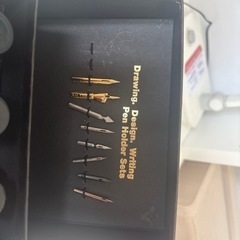 Drawing, Design, Writing
Pen Holder Sets